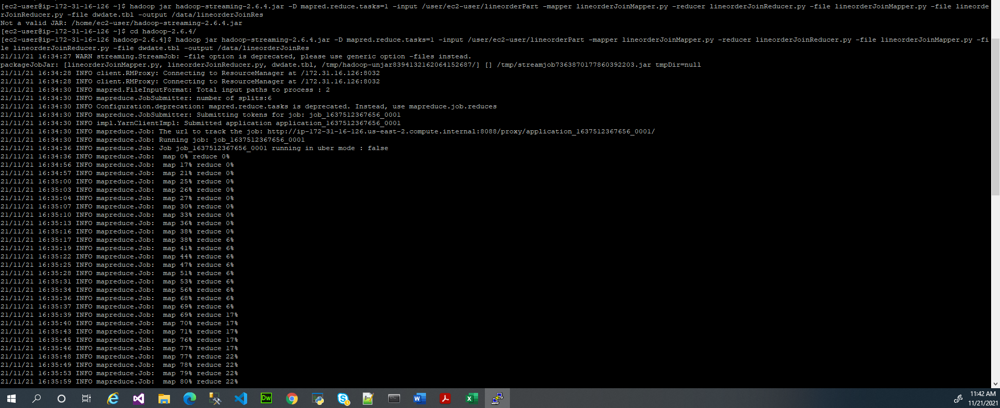 [ec2-user@ip-172-31-16-126 ~]$ hadoop jar hadoop-streaming-2.6.4.jar -D mapred.reduce.tasks=1 -input /user/ec2-user/lineorderPart -mapper lineorderJoinMapper.py -reducer lineorderJoinReducer.py -file lineorderJoinMapper.py -file lineorde
rJoinReducer.py -file dwdate.tbl -output /data/lineorderJoinRes
Not a valid JAR: /home/ec2-user/hadoop-streaming-2.6.4.jar
[ec2-user@ip-172-31-16-126 ~]$ cd hadoop-2.6.4/
[ec2-user@ip-172-31-16-126 hadoop-2.6.4]$ hadoop jar hadoop-streaming-2.6.4.jar -D mapred.reduce.tasks=1 -input /user/ec2-user/lineorderPart -mapper lineorderJoinMapper.py -reducer lineorderJoinReducer.py -file lineorderJoinMapper.py -fi
le lineorderJoinReducer.py -file dwdate.tbl -output /data/lineorderJoinRes
21/11/21 16:34:27 WARN streaming.StreamJob: -file option is deprecated, please use generic option -files instead.
packageJobJar: [lineorderJoinMapper.py, lineorderJoinReducer.py, dwdate.tbl, /tmp/hadoop-unjar8394132162064152687/] [] /tmp/streamjob7363870177860392203.jar tmpDir=null
21/11/21 16:34:28 INFO client.RMProxy: Connecting to ResourceManager at /172.31.16.126:8032
21/11/21 16:34:28 INFO client.RMProxy: Connecting to ResourceManager at /172.31.16.126:8032
21/11/21 16:34:30 INFO mapred.FileInputFormat: Total input paths to process : 2
21/11/21 16:34:30 INFO mapreduce.JobSubmitter: number of splits:6
21/11/21 16:34:30 INFO Configuration.deprecation: mapred.reduce.tasks is deprecated. Instead, use mapreduce.job.reduces
21/11/21 16:34:30 INFO mapreduce.JobSubmitter: Submitting tokens for job: job_1637512367656_0001
21/11/21 16:34:30 INFO impl.YarnClientImpl: Submitted application application_1637512367656_0001
21/11/21 16:34:30 INFO mapreduce.Job: The url to track the job: http://ip-172-31-16-126.us-east-2.compute.internal:8088/proxy/application_1637512367656_0001/
21/11/21 16:34:30 INFO mapreduce.Job: Running job: job_1637512367656_0001
21/11/21 16:34:36 INFO mapreduce.Job: Job job_1637512367656_0001 running in uber mode : false
21/11/21 16:34:36 INFO mapreduce.Job:  map 0% reduce 0%
21/11/21 16:34:56 INFO mapreduce.Job:  map 17% reduce 0%
21/11/21 16:34:57 INFO mapreduce.Job:  map 21% reduce 0%
21/11/21 16:35:00 INFO mapreduce.Job:  map 25% reduce 0%
21/11/21 16:35:03 INFO mapreduce.Job:  map 26% reduce 0%
21/11/21 16:35:04 INFO mapreduce.Job:  map 27% reduce 0%
21/11/21 16:35:07 INFO mapreduce.Job:  map 30% reduce 0%
21/11/21 16:35:10 INFO mapreduce.Job:  map 33% reduce 0%
21/11/21 16:35:13 INFO mapreduce.Job:  map 36% reduce 0%
21/11/21 16:35:16 INFO mapreduce.Job:  map 38% reduce 0%
21/11/21 16:35:17 INFO mapreduce.Job:  map 38% reduce 6%
21/11/21 16:35:19 INFO mapreduce.Job:  map 41% reduce 6%
21/11/21 16:35:22 INFO mapreduce.Job:  map 44% reduce 6%
21/11/21 16:35:25 INFO mapreduce.Job:  map 47% reduce 6%
21/11/21 16:35:28 INFO mapreduce.Job:  map 51% reduce 6%
21/11/21 16:35:31 INFO mapreduce.Job:  map 53% reduce 6%
21/11/21 16:35:34 INFO mapreduce.Job:  map 56% reduce 6%
21/11/21 16:35:36 INFO mapreduce.Job:  map 68% reduce 6%
21/11/21 16:35:37 INFO mapreduce.Job:  map 69% reduce 6%
21/11/21 16:35:39 INFO mapreduce.Job:  map 69% reduce 17%
21/11/21 16:35:40 INFO mapreduce.Job:  map 70% reduce 17%
21/11/21 16:35:43 INFO mapreduce.Job:  map 71% reduce 17%
21/11/21 16:35:45 INFO mapreduce.Job:  map 76% reduce 17%
21/11/21 16:35:46 INFO mapreduce.Job:  map 77% reduce 17%
21/11/21 16:35:48 INFO mapreduce.Job:  map 77% reduce 22%
21/11/21 16:35:49 INFO mapreduce.Job:  map 78% reduce 22%
21/11/21 16:35:53 INFO mapreduce.Job:  map 79% reduce 22%
21/11/21 16:35:59 INFO mapreduce.Job:  map 80% reduce 22%
Dw
11:42 AM
11/21/2021